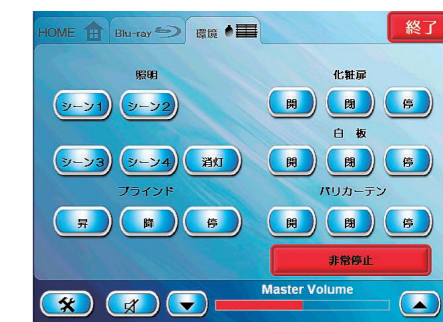 HOME Blu-ray 環境 終了
照明 化粧扉
シーン1 シーン2 開 閉 停
白 板
シーン3 シーン4 消灯 開 閉 停
ブラインド バリカーテン
昇 降 停 開 閉 停
非常停止
Master Volume